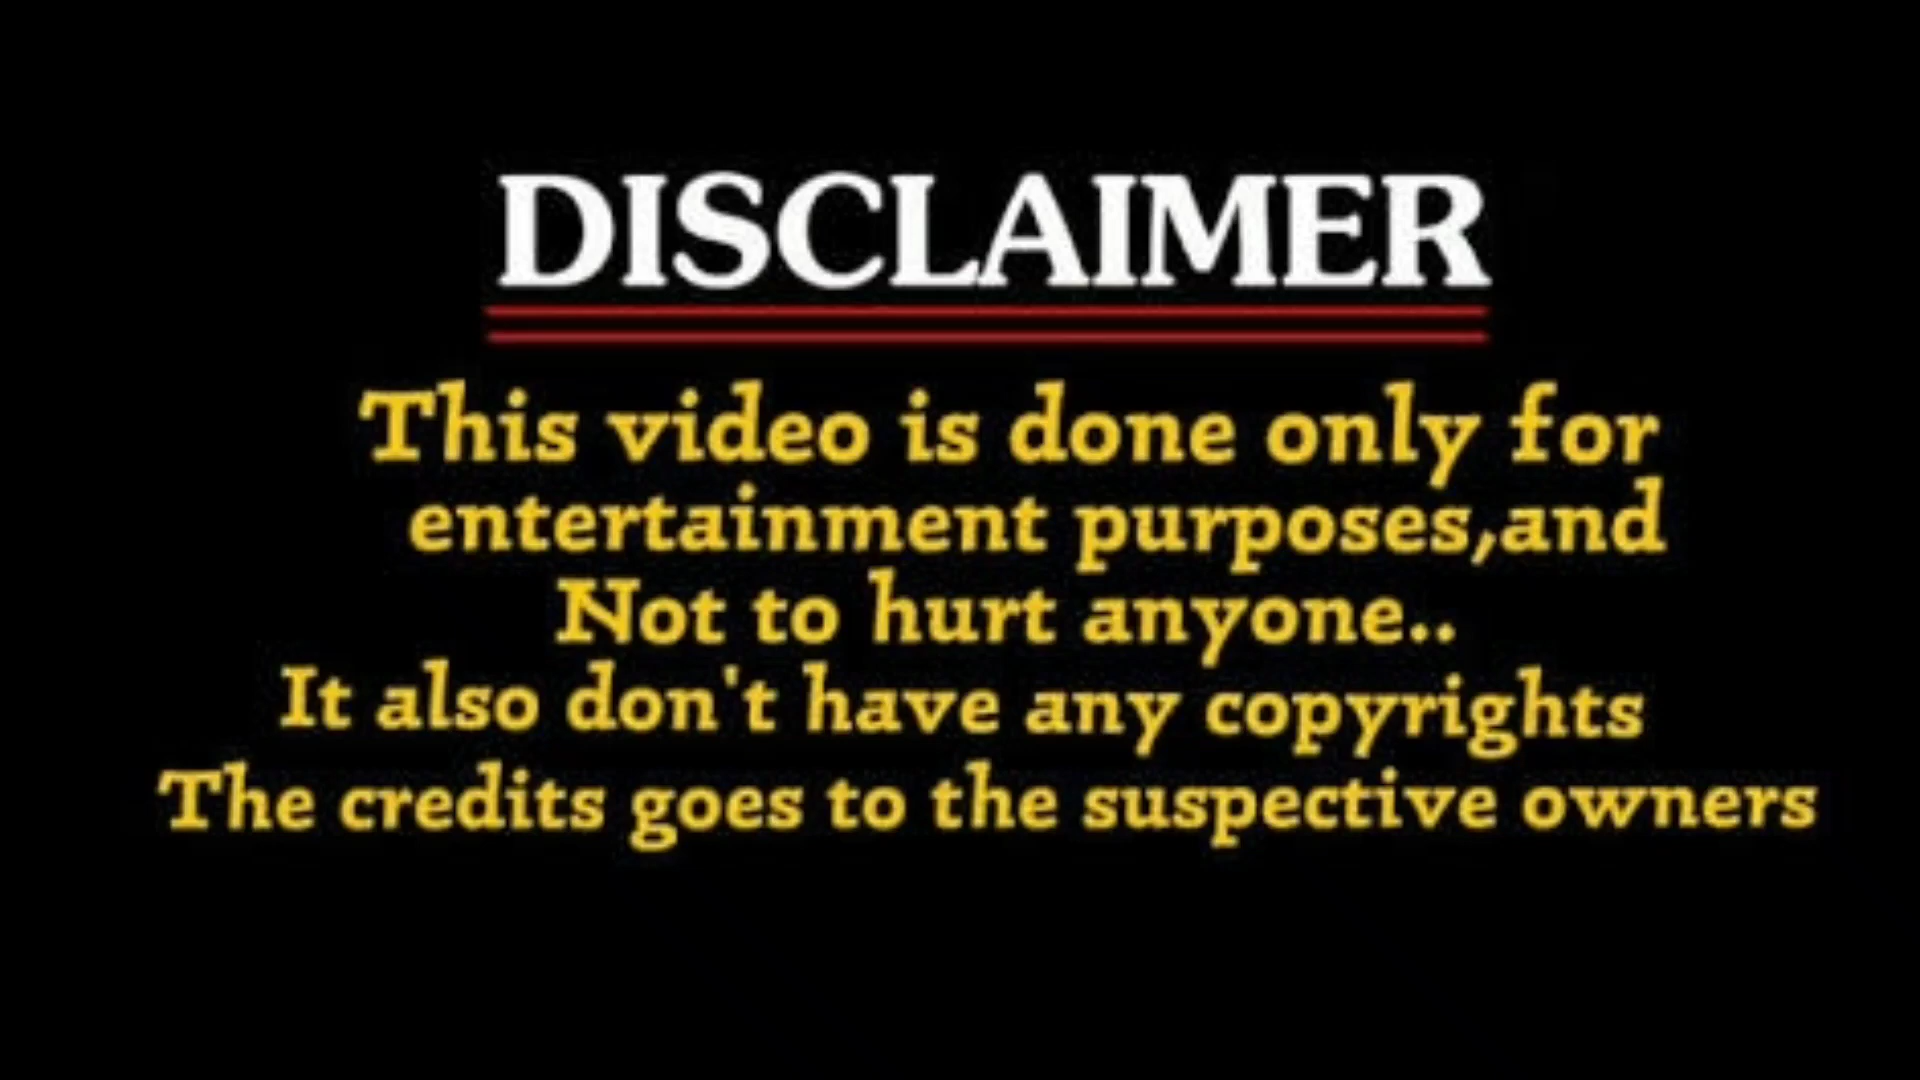 DISCLAIMER
This video is done only for
entertainment purposes,and
Not to hurt anyone..
It also don't have any copyrights
The credits goes to the suspective owners